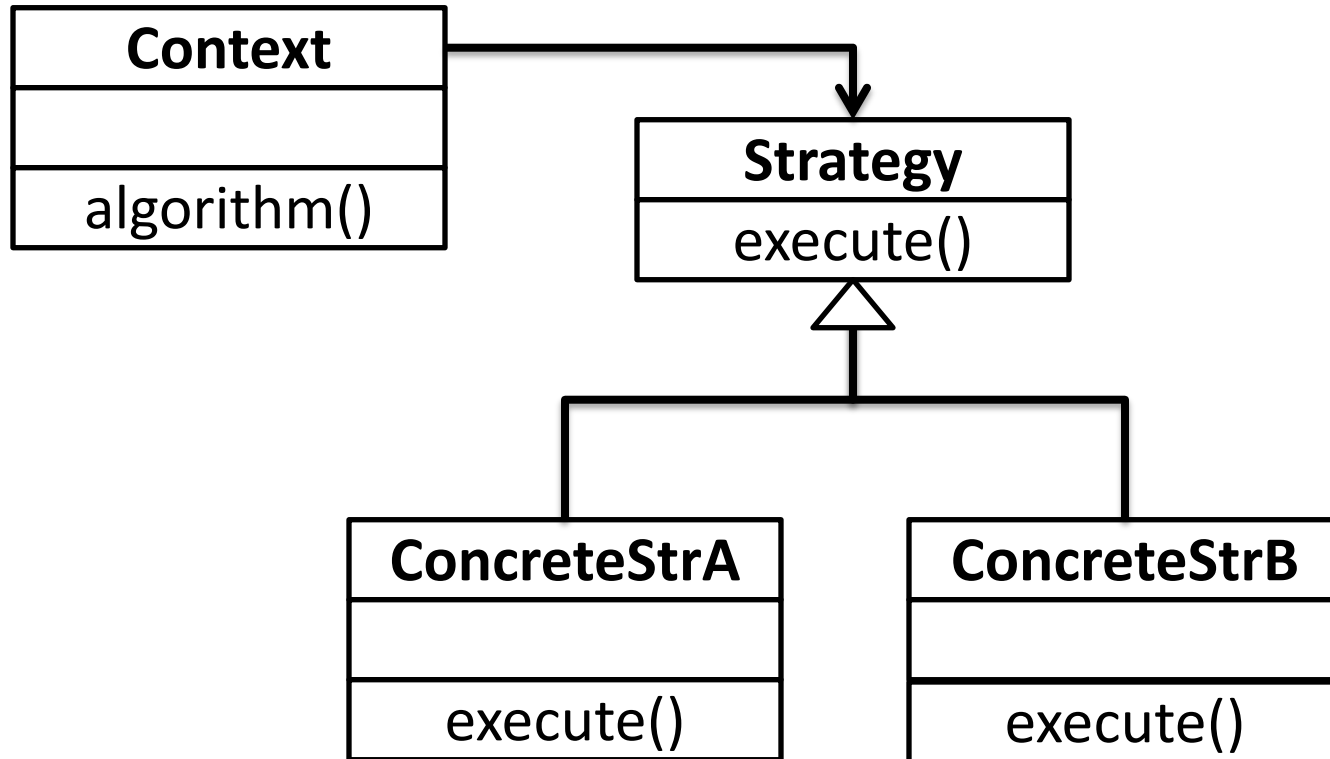 Context
algorithm()
Strategy
execute()
ConcreteStrA
execute()
ConcreteStrB
execute()